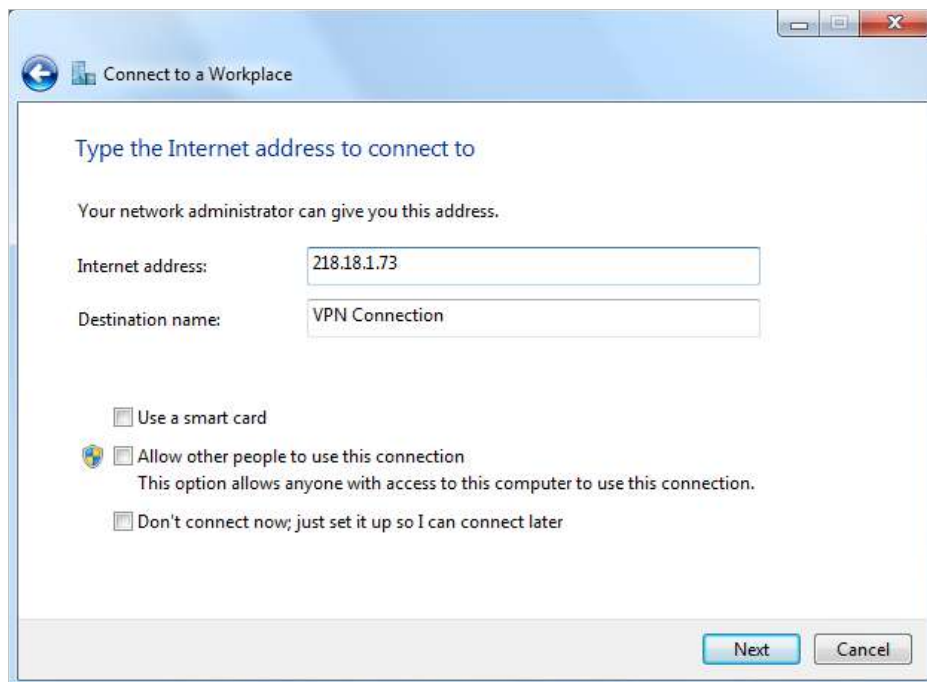 Connect to a Workplace
Type the Internet address to connect to
Your network administrator can give you this address.
Internet address: 218.18.1.73
Destination name: VPN Connection
Use a smart card
Allow other people to use this connection
This option allows anyone with access to this computer to use this connection.
Don't connect now; just set it up so I can connect later
Next Cancel